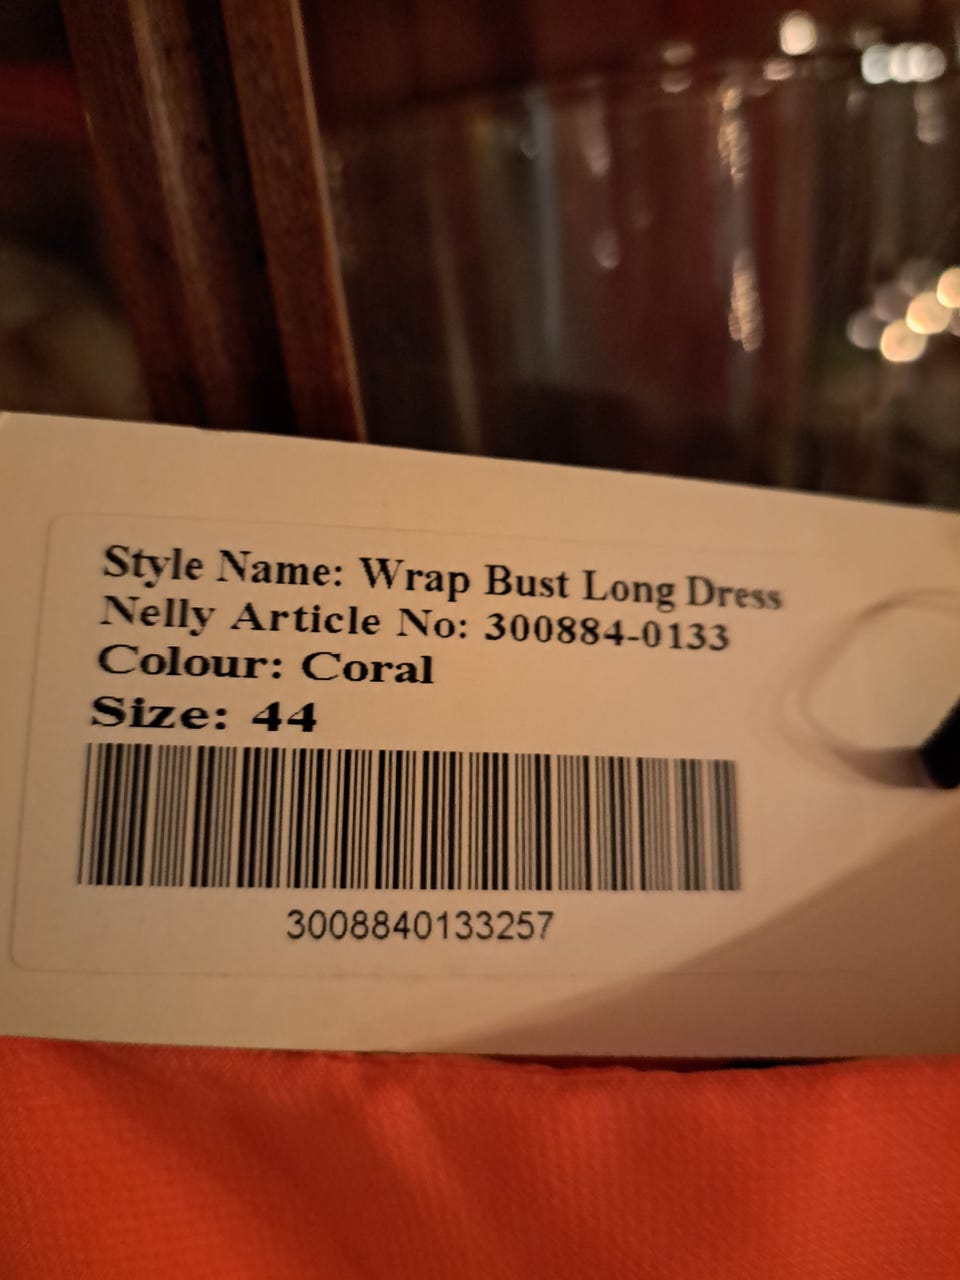 Style Name: Wrap Bust Long Dress
Nelly Article No: 300884-0133
Colour: Coral
Size: 44
3008840133257